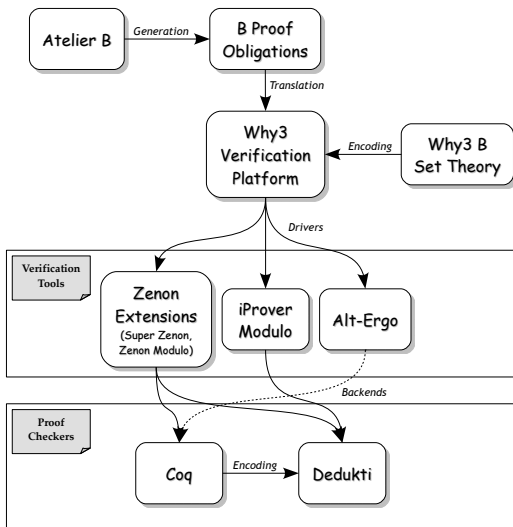 Atelier B
Generation
B Proof
Obligations
Translation
Why3
Verification
Platform
Encoding
Why3 B
Set Theory
Drivers
Verification
Tools
Zenon
Extensions
(Super Zenon,
Zenon Modulo)
iProver
Modulo
Alt-Ergo
Backends
Proof
Checkers
Coq
Encoding
Dedukti